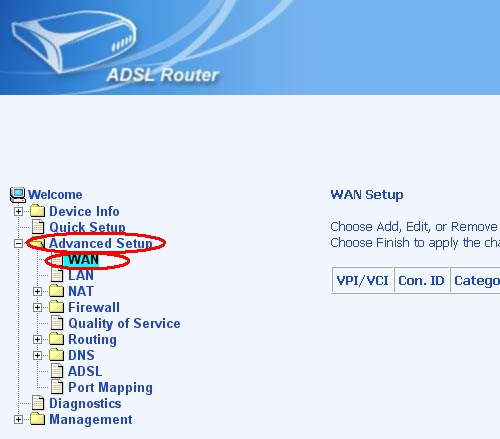 ADSL Router
Welcome
Device Info
Quick Setup
Advanced Setup
WAN
LAN
NAT
Firewall
Quality of Service
Routing
DNS
ADSL
Port Mapping
Diagnostics
Management
WAN Setup
Choose Add, Edit, or Remove
Choose Finish to apply the cha
VPI/VCI Con. ID Catego